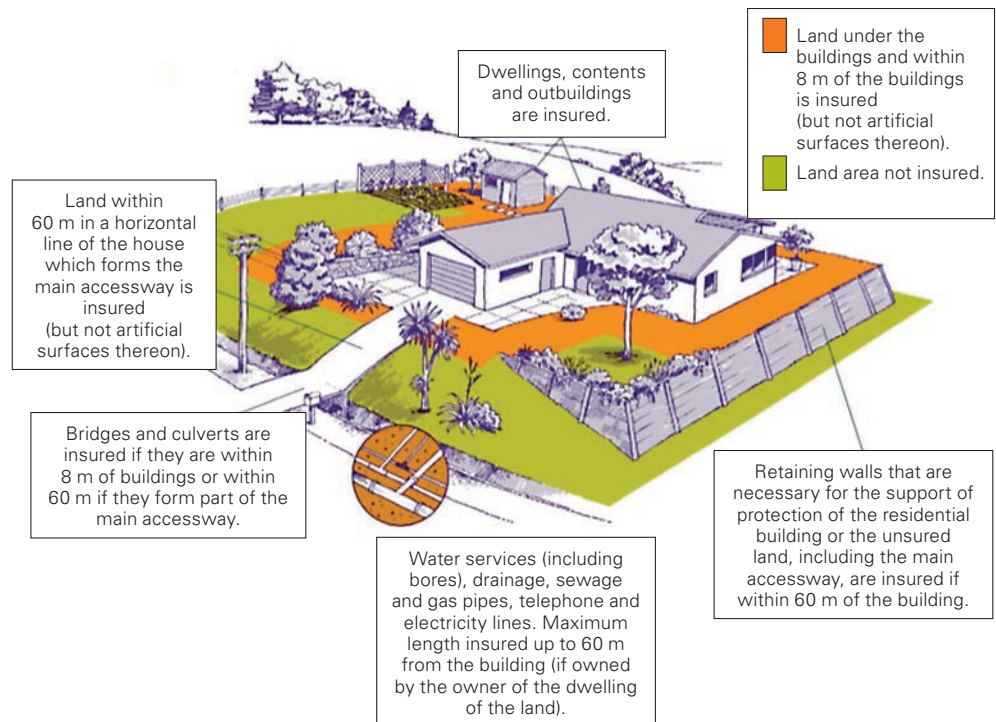 Dwellings, contents
and outbuildings
are insured.
Land under the
buildings and within
8 m of the buildings
is insured
(but not artificial
surfaces thereon).
Land area not insured.
Land within
60 m in a horizontal
line of the house
which forms the
main accessway is
insured
(but not artificial
surfaces thereon).
Bridges and culverts are
insured if they are within
8 m of buildings or within
60 m if they form part of the
main accessway.
Water services (including
bores), drainage, sewage
and gas pipes, telephone and
electricity lines. Maximum
length insured up to 60 m
from the building (if owned
by the owner of the dwelling
of the land).
Retaining walls that are
necessary for the support of
protection of the residential
building or the unsured
land, including the main
accessway, are insured if
within 60 m of the building.